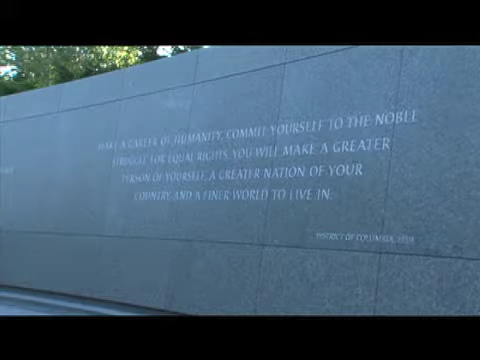 MAKE A CAREER OF HUMANITY, COMMIT YOURSELF TO THE NOBLE
STRUGGLE FOR EQUAL RIGHTS. YOU WILL MAKE A GREATER
PERSON OF YOURSELF, A GREATER NATION OF YOUR
COUNTRY, AND A FINER WORLD TO LIVE IN.
DISTRICT OF COLUMBIA, 1959